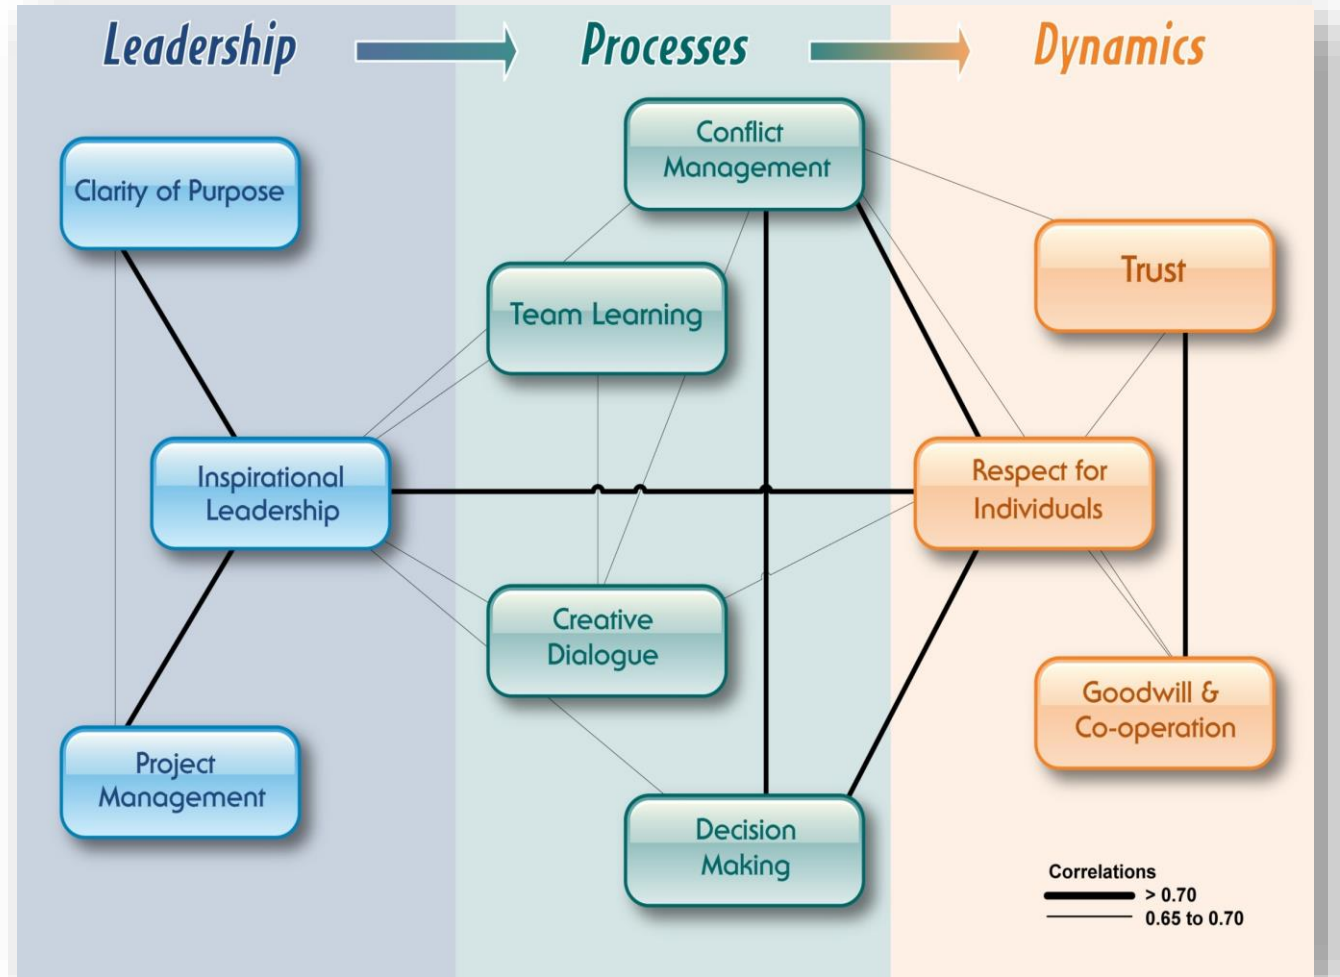 Leadership
Processes
Dynamics
Clarity of Purpose
Conflict
Management
Team Learning
Trust
Inspirational
Leadership
Respect for
Individuals
Creative
Dialogue
Project
Management
Goodwill &
Co-operation
Decision
Making
Correlations
> 0.70
0.65 to 0.70